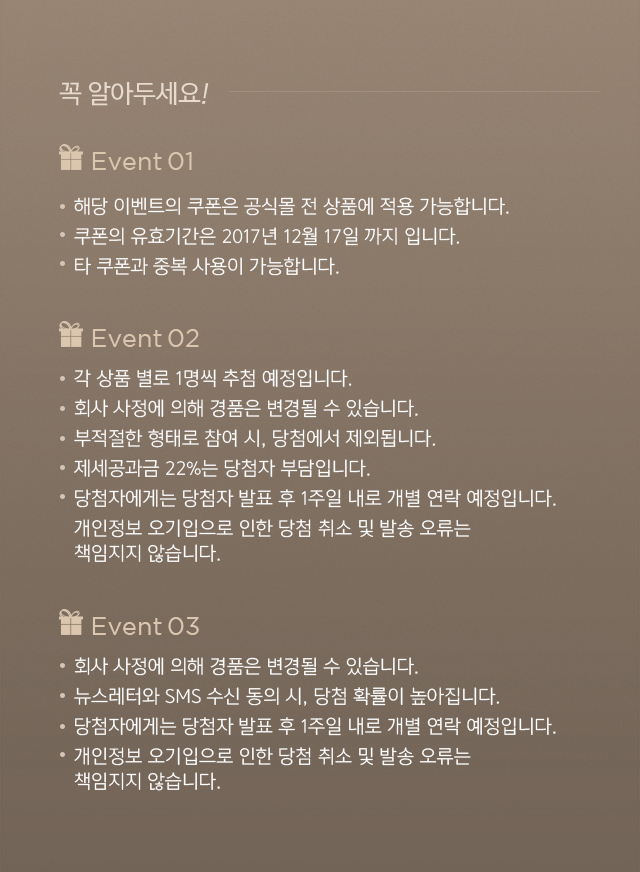 꼭 알아두세요!
Event 01
• 해당 이벤트의 쿠폰은 공식몰 전 상품에 적용 가능합니다.
• 쿠폰의 유효기간은 2017년 12월 17일 까지 입니다.
• 타 쿠폰과 중복 사용이 가능합니다.
Event 02
• 각 상품 별로 1명씩 추첨 예정입니다.
• 회사 사정에 의해 경품은 변경될 수 있습니다.
• 부적절한 형태로 참여 시, 당첨에서 제외됩니다.
• 제세공과금 22%는 당첨자 부담입니다.
• 당첨자에게는 당첨자 발표 후 1주일 내로 개별 연락 예정입니다.
개인정보 오기입으로 인한 당첨 취소 및 발송 오류는
책임지지 않습니다.
Event 03
• 회사 사정에 의해 경품은 변경될 수 있습니다.
• 뉴스레터와 SMS 수신 동의 시, 당첨 확률이 높아집니다.
• 당첨자에게는 당첨자 발표 후 1주일 내로 개별 연락 예정입니다.
• 개인정보 오기입으로 인한 당첨 취소 및 발송 오류는
책임지지 않습니다.